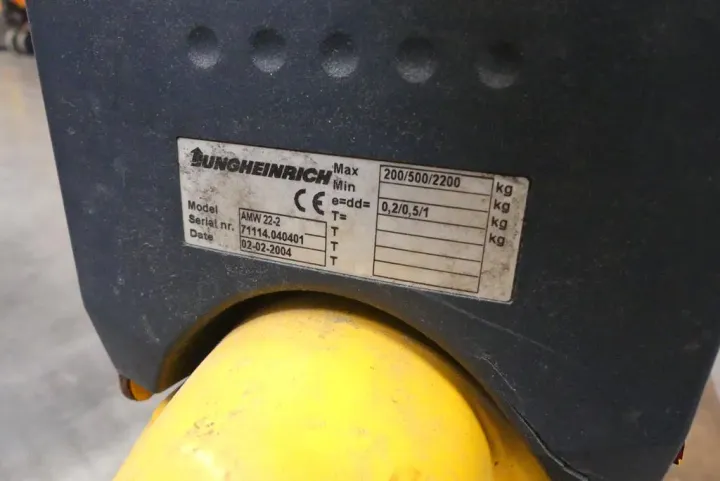 JUNGHEINRICH
CE
Model AMW 22-2
Serial nr. 71114.040401
Date 02-02-2004
Max 200/500/2200 kg
Min kg
e=dd= 0,2/0,5/1 kg
T= kg
T
T
T